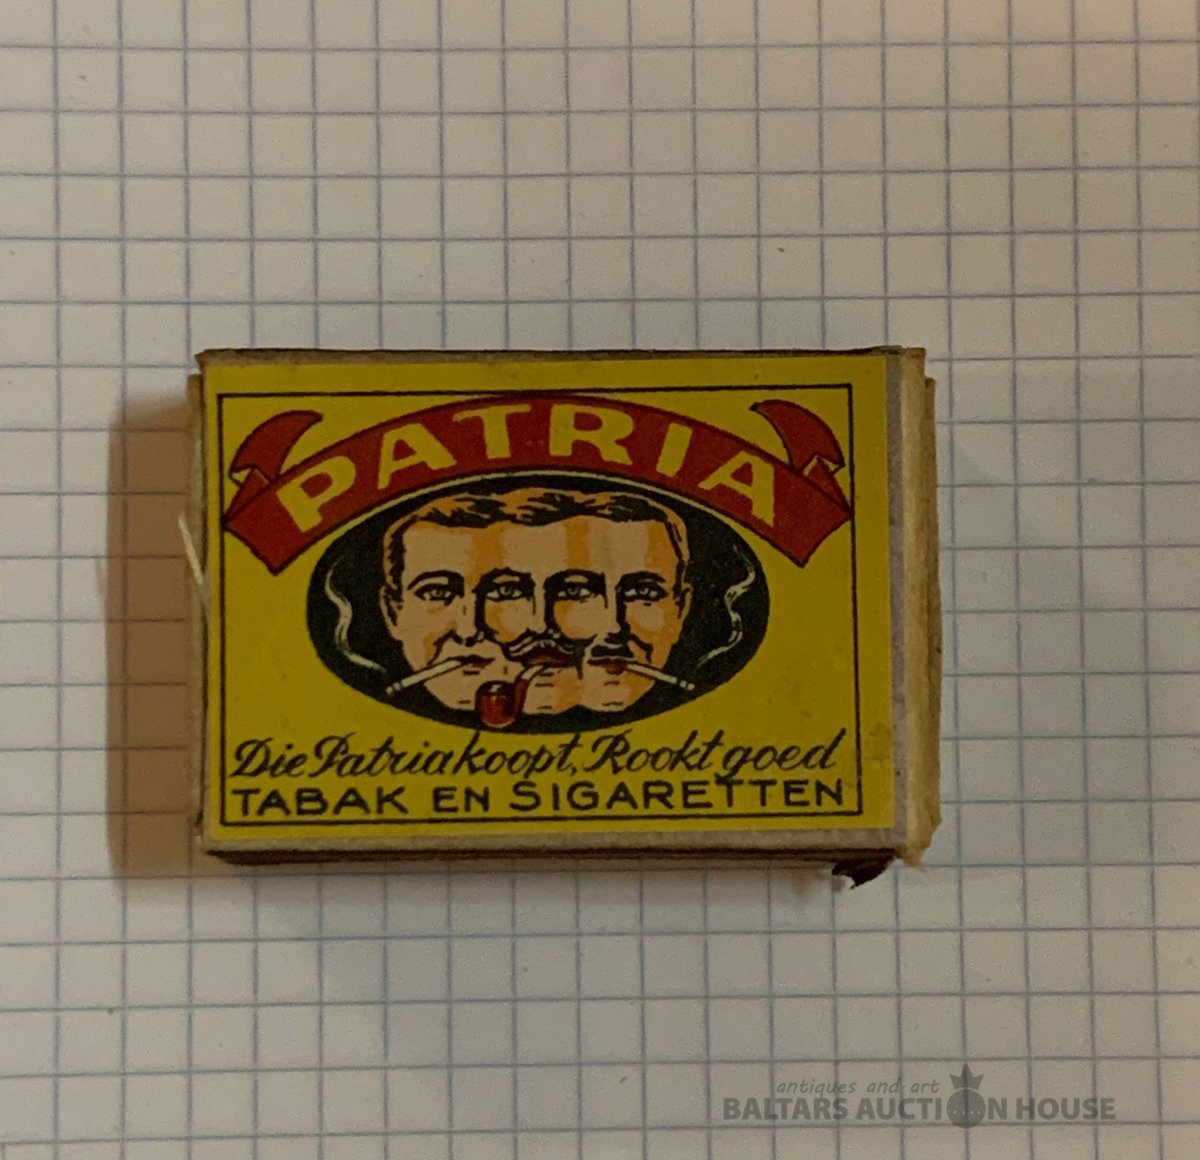 PATRIA
Die Patria koopt, Rookt goed
TABAK EN SIGARETTEN
antiques and art
BALTARS AUCTION HOUSE